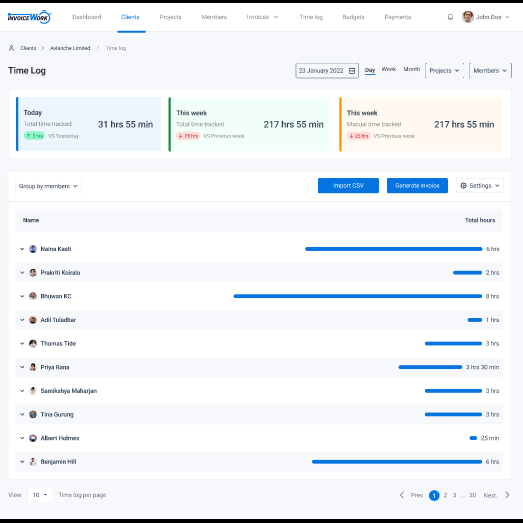 INVOICEWORK
Dashboard Clients Projects Members Invoices Time log Budgets Payments John Doe
Clients > Avlanche Limited > Time log
Time Log
23 January 2022 Day Week Month Projects Members
Today
Total time tracked 31 hrs 55 min
3 hrs VS Yesterday
This week
Total time tracked 217 hrs 55 min
25 hrs VS Previous week
This week
Manual time tracked 217 hrs 55 min
25 hrs VS Previous week
Group by members Import CSV Generate invoice Settings
Name Total hours
Naina Kasti 6 hrs
Prakriti Koirala 2 hrs
Bhuwan KC 8 hrs
Adil Tuladhar 1 hrs
Thomas Tide 3 hrs
Priya Rana 3 hrs 30 min
Samikshya Maharjan 3 hrs
Tina Gurung 3 hrs
Albert Holmes 25 min
Benjamin Hill 6 hrs
View 10 Time log per page < Prev. 1 2 3 ... 20 Next. >